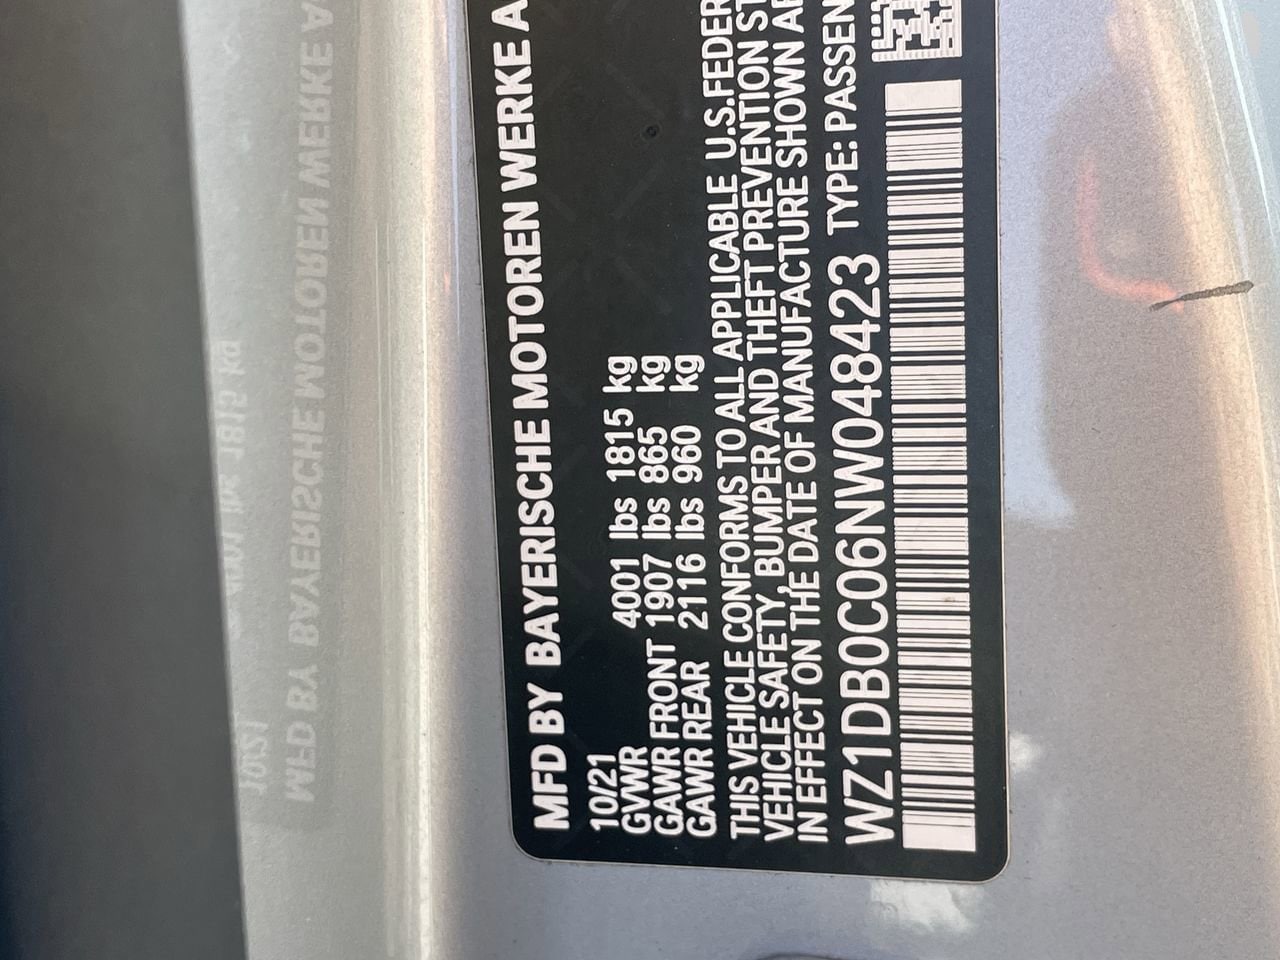 MFD BY BAYERISCHE MOTOREN WERKE A
10/21
GVWR 4001 lbs 1815 kg
GAWR FRONT 1907 lbs 865 kg
GAWR REAR 2116 lbs 960 kg
THIS VEHICLE CONFORMS TO ALL APPLICABLE U.S.FEDER
VEHICLE SAFETY, BUMPER AND THEFT PREVENTION ST
IN EFFECT ON THE DATE OF MANUFACTURE SHOWN AB
WZ1DB0C06NW048423 TYPE: PASSEN